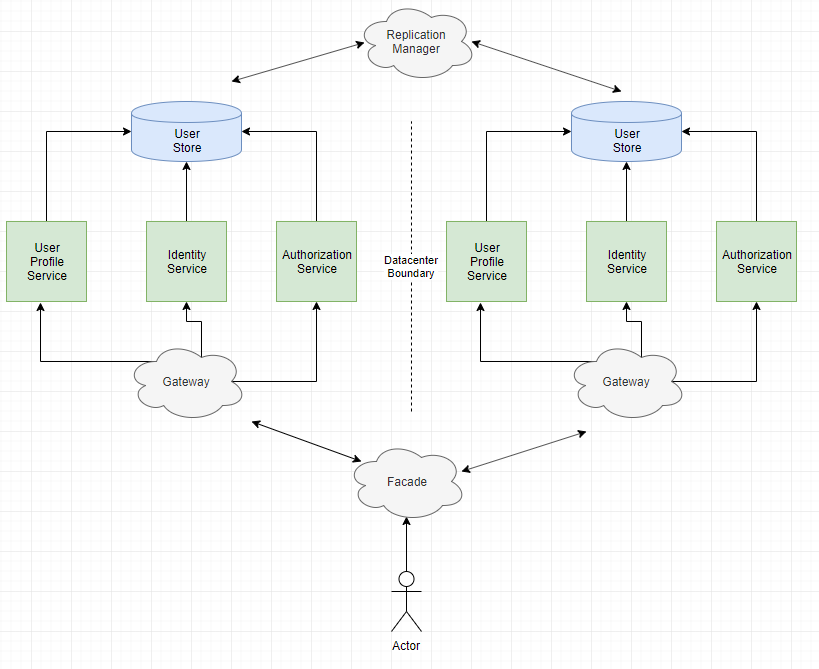 Replication
Manager
User
Store
User
Store
User
Profile
Service
Identity
Service
Authorization
Service
Datacenter
Boundary
User
Profile
Service
Identity
Service
Authorization
Service
Gateway
Gateway
Facade
Actor